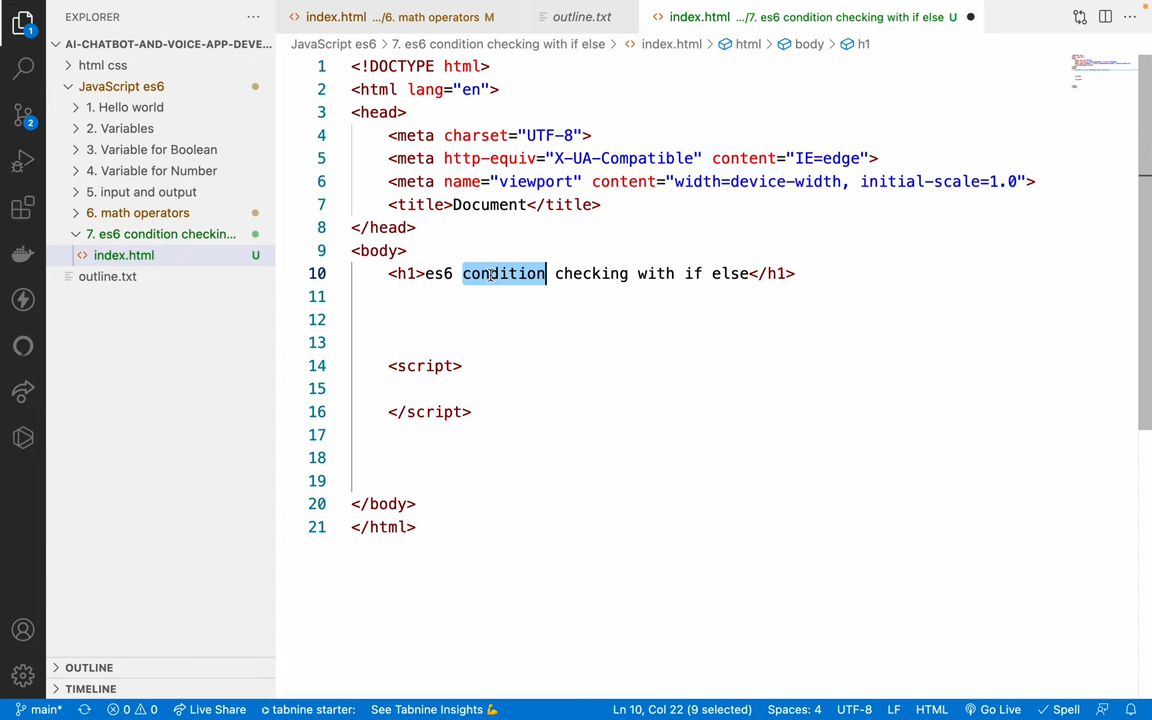 EXPLORER
index.html .../6. math operators M
outline.txt
index.html .../7. es6 condition checking with if else U
AI-CHATBOT-AND-VOICE-APP-DEVE...
html css
JavaScript es6
1. Hello world
2. Variables
3. Variable for Boolean
4. Variable for Number
5. input and output
6. math operators
7. es6 condition checkin...
index.html U
outline.txt
OUTLINE
TIMELINE
1
2
JavaScript es6 > 7. es6 condition checking with if else > index.html > html > body > h1
1 <!DOCTYPE html>
2 <html lang="en">
3 <head>
4 <meta charset="UTF-8">
5 <meta http-equiv="X-UA-Compatible" content="IE=edge">
6 <meta name="viewport" content="width=device-width, initial-scale=1.0">
7 <title>Document</title>
8 </head>
9 <body>
10 <h1>es6 condition checking with if else</h1>
11
12
13
14 <script>
15
16 </script>
17
18
19
20 </body>
21 </html>
main* 0 0 Live Share tabnine starter: See Tabnine Insights Ln 10, Col 22 (9 selected) Spaces: 4 UTF-8 LF HTML Go Live Spell